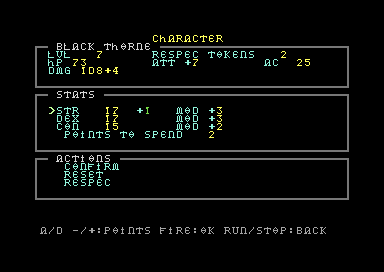 CHARACTER
BLACK THORNE
LVL 7 RESPEC TOKENS 2
HP 73 ATT +7 AC 25
DMG 1D8+4
STATS
>STR 17 +1 MOD +3
DEX 17 MOD +3
CON 15 MOD +2
POINTS TO SPEND 2
ACTIONS
CONFIRM
RESET
RESPEC
A/D -/+:POINTS FIRE:OK RUN/STOP:BACK